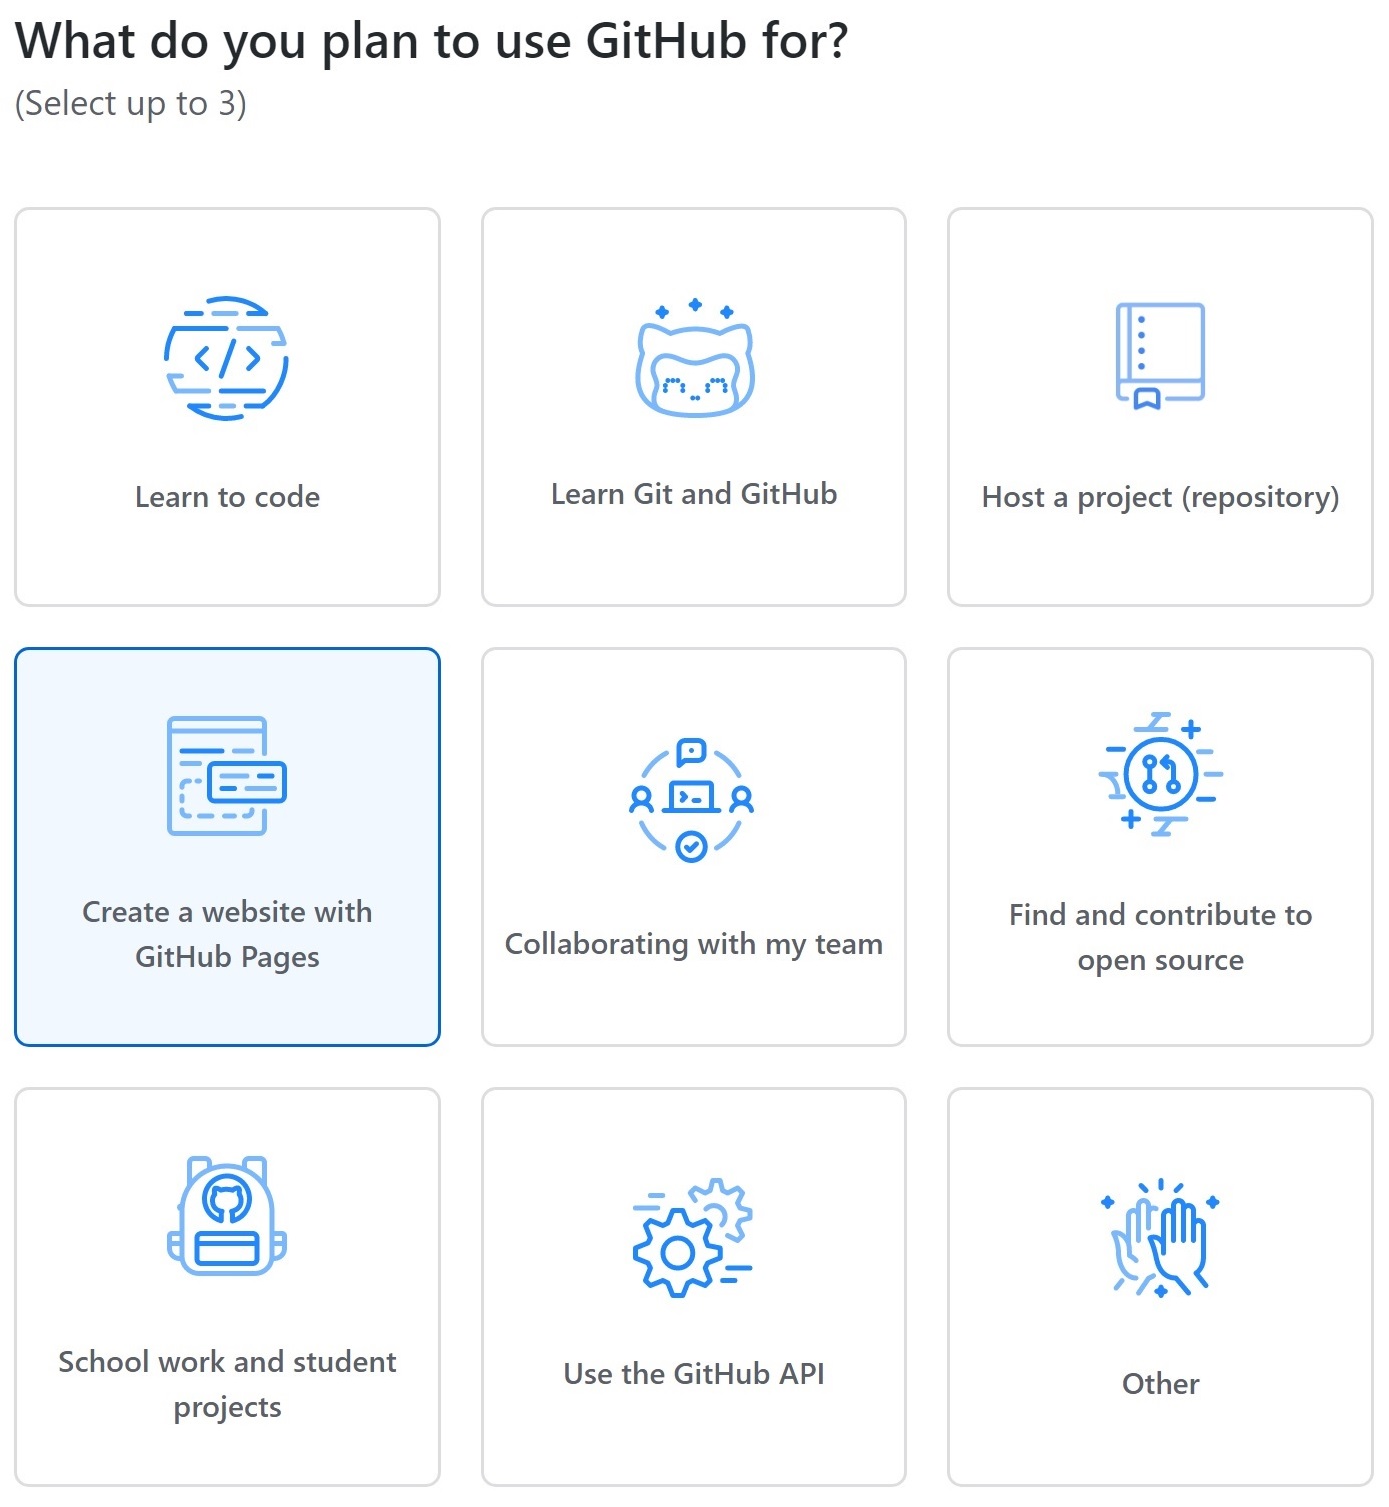 What do you plan to use GitHub for?
(Select up to 3)
Learn to code
Learn Git and GitHub
Host a project (repository)
Create a website with
GitHub Pages
Collaborating with my team
Find and contribute to
open source
School work and student
projects
Use the GitHub API
Other